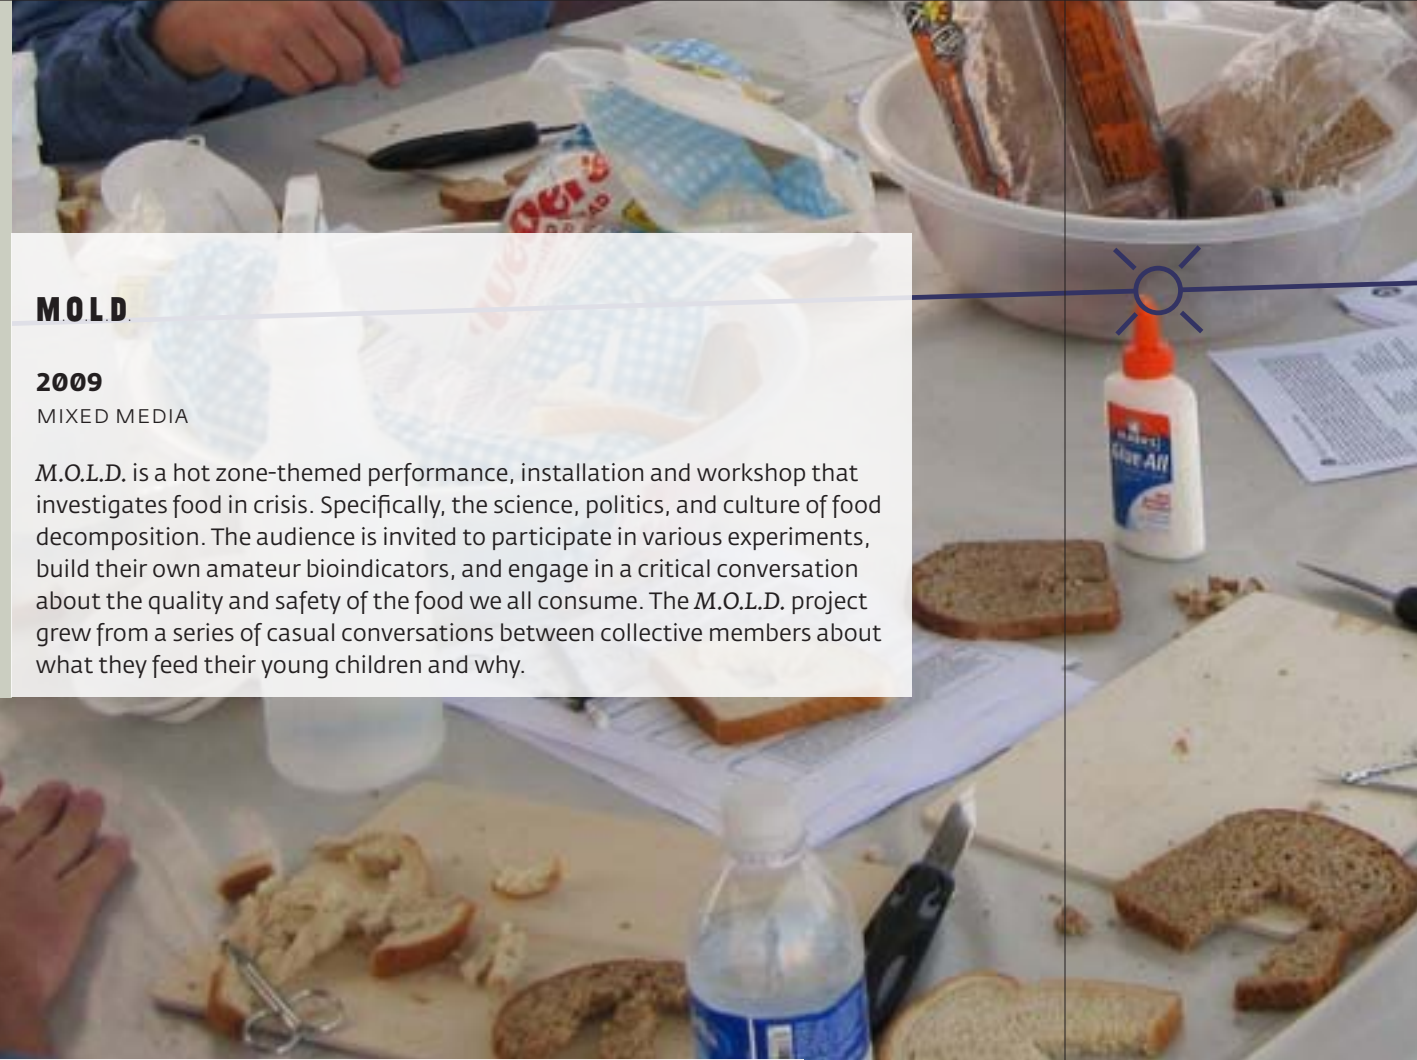 M.O.L.D.
2009
MIXED MEDIA
M.O.L.D. is a hot zone-themed performance, installation and workshop that
investigates food in crisis. Specifically, the science, politics, and culture of food
decomposition. The audience is invited to participate in various experiments,
build their own amateur bioindicators, and engage in a critical conversation
about the quality and safety of the food we all consume. The M.O.L.D. project
grew from a series of casual conversations between collective members about
what they feed their young children and why.
Glue-All